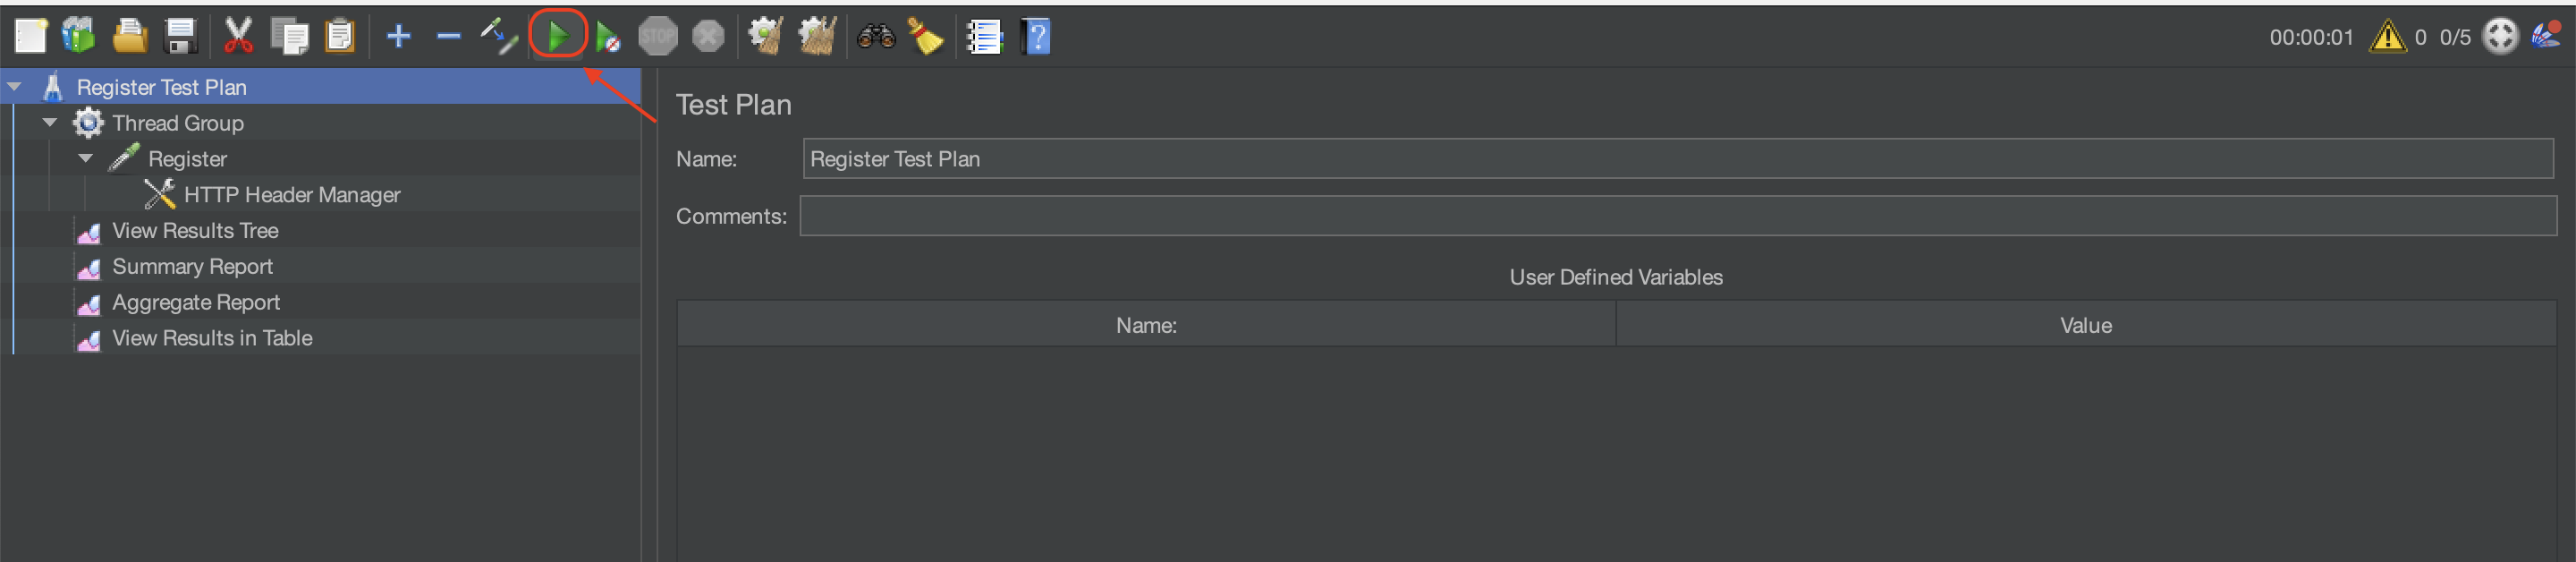 STOP
00:00:01 0 0/5
Register Test Plan
Thread Group
Register
HTTP Header Manager
View Results Tree
Summary Report
Aggregate Report
View Results in Table
Test Plan
Name: Register Test Plan
Comments:
User Defined Variables
Name: Value